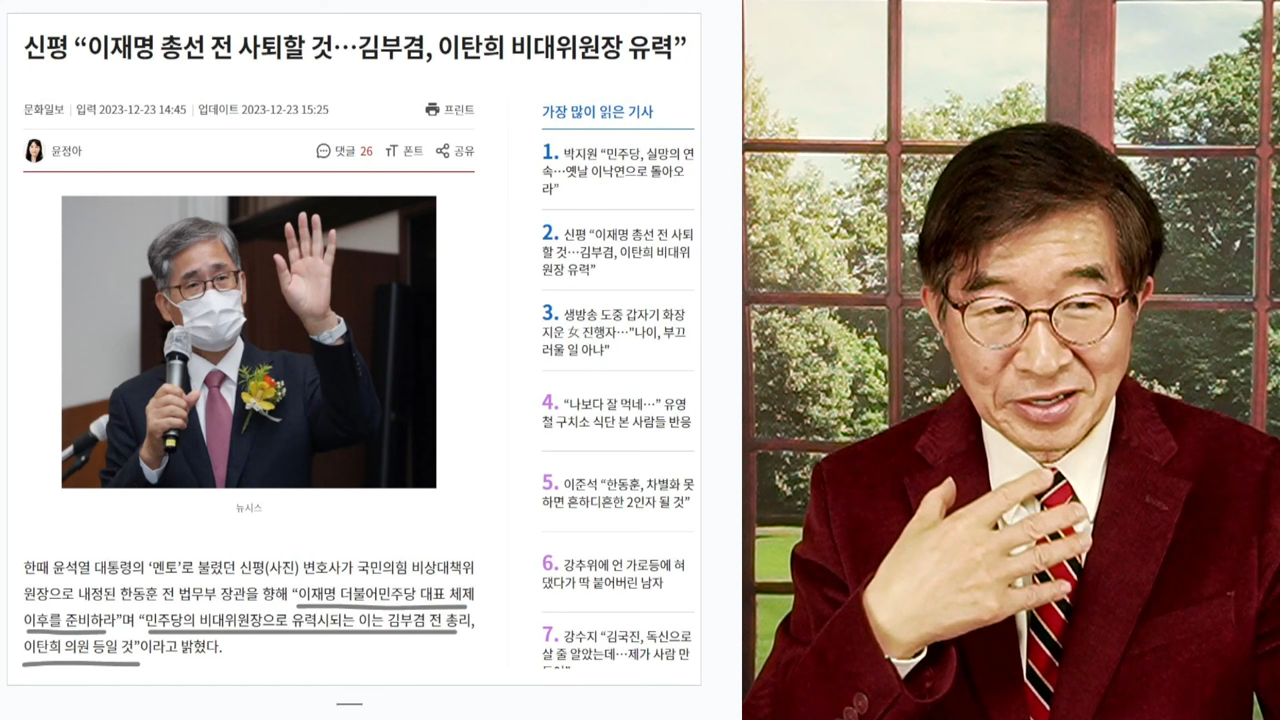 신평 “이재명 총선 전 사퇴할 것…김부겸, 이탄희 비대위원장 유력”
문화일보 | 입력 2023-12-23 14:45 | 업데이트 2023-12-23 15:25
프린트
윤정아
댓글 26
폰트
공유
뉴시스
한때 윤석열 대통령의 ‘멘토’로 불렸던 신평(사진) 변호사가 국민의힘 비상대책위
원장으로 내정된 한동훈 전 법무부 장관을 향해 “이재명 더불어민주당 대표 체제
이후를 준비하라”며 “민주당의 비대위원장으로 유력시되는 이는 김부겸 전 총리,
이탄희 의원 등일 것”이라고 밝혔다.
가장 많이 읽은 기사
1. 박지원 “민주당, 실망의 연
속…옛날 이낙연으로 돌아오
라”
2. 신평 “이재명 총선 전 사퇴
할 것…김부겸, 이탄희 비대위
원장 유력”
3. 생방송 도중 갑자기 화장
지운 女 진행자…"나이, 부끄
러울 일 아냐"
4. “나보다 잘 먹네…” 유영
철 구치소 식단 본 사람들 반응
5. 이준석 “한동훈, 차별화 못
하면 흔하디흔한 2인자 될 것”
6. 강추위에 언 가로등에 혀
댔다가 딱 붙어버린 남자
7. 강수지 “김국진, 독신으로
살 줄 알았는데…제가 사람 만